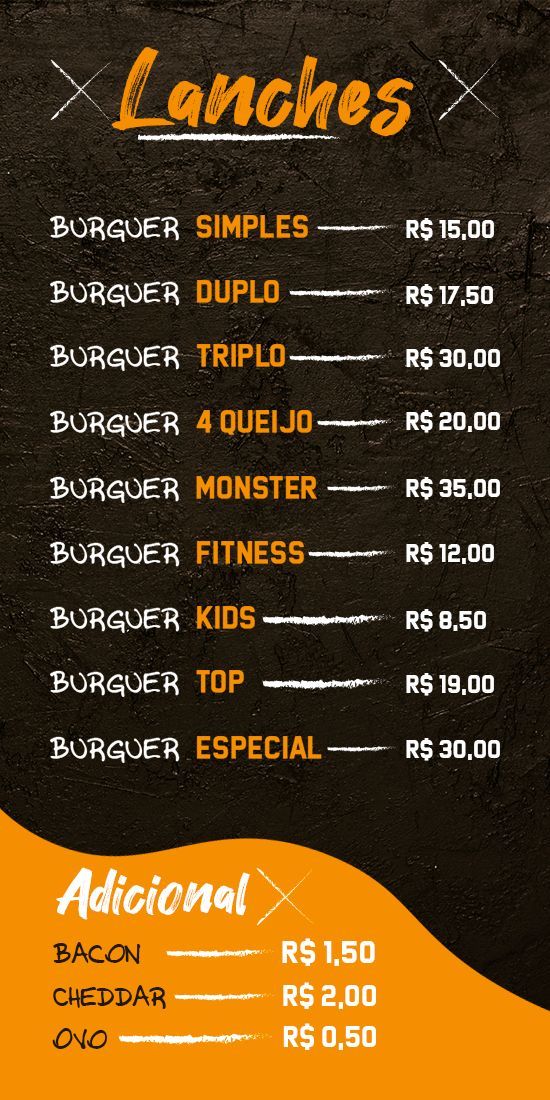 Lanches
BURGUER SIMPLES R$ 15,00
BURGUER DUPLO R$ 17,50
BURGUER TRIPLO R$ 30,00
BURGUER 4 QUEIJO R$ 20,00
BURGUER MONSTER R$ 35,00
BURGUER FITNESS R$ 12,00
BURGUER KIDS R$ 8,50
BURGUER TOP R$ 19,00
BURGUER ESPECIAL R$ 30,00
Adicional
BACON R$ 1,50
CHEDDAR R$ 2,00
OVO R$ 0,50